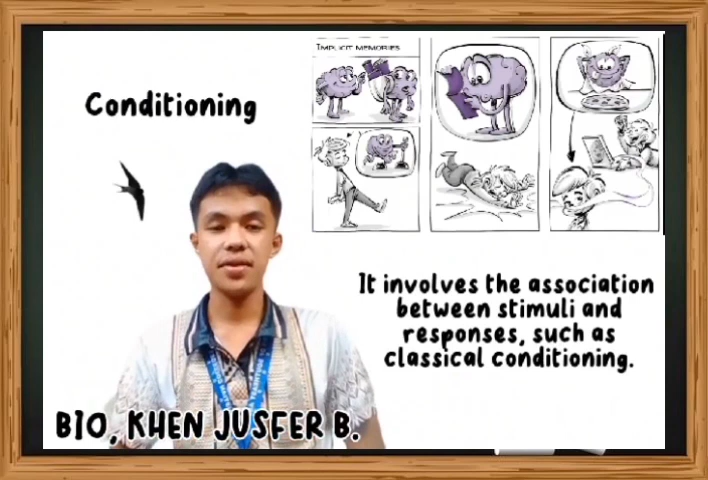 IMPLICIT MEMORIES
Conditioning
It involves the association
between stimuli and
responses, such as
classical conditioning.
BIO, KHEN JUSFER B.